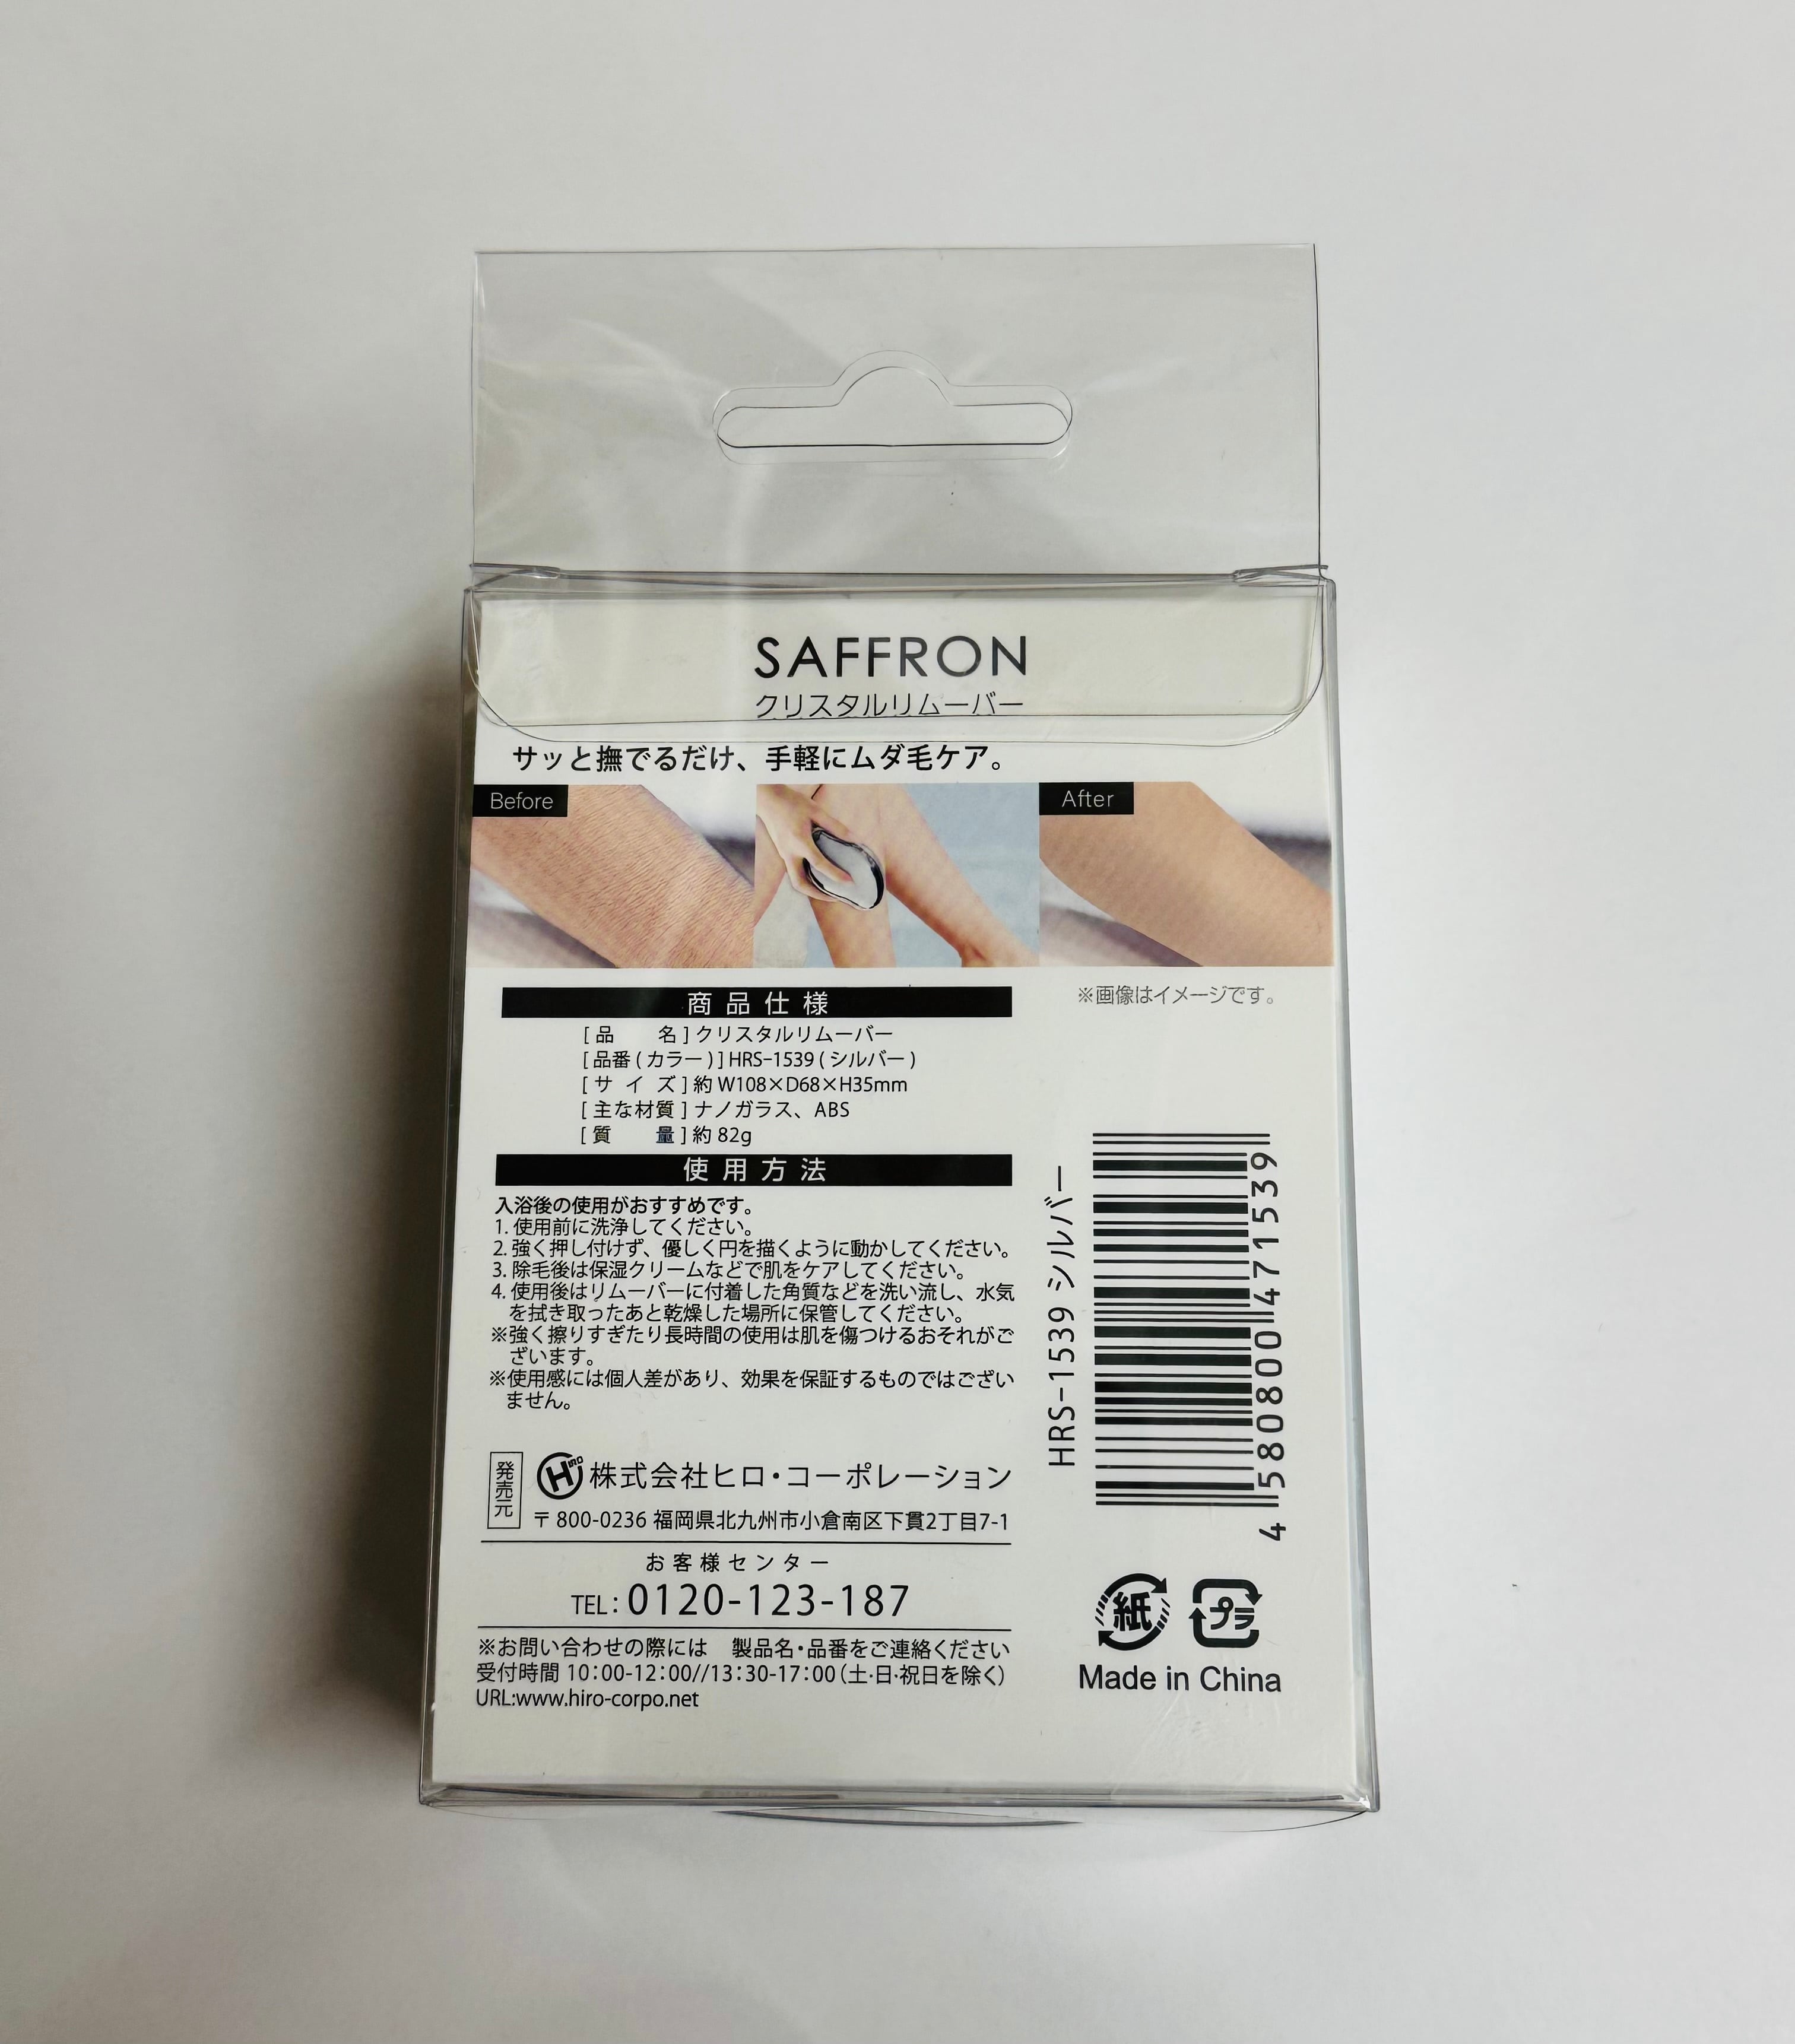 SAFFRON
クリスタルリムーバー
サッと撫でるだけ、手軽にムダ毛ケア。
Before
After
※画像はイメージです。
商品仕様
[品　　名]クリスタルリムーバー
[品番(カラー)]HRS-1539(シルバー)
[サ イ ズ]約W108×D68×H35mm
[主な材質]ナノガラス、ABS
[質　　量]約82g
使用方法
入浴後の使用がおすすめです。
1. 使用前に洗浄してください。
2. 強く押し付けず、優しく円を描くように動かしてください。
3. 除毛後は保湿クリームなどで肌をケアしてください。
4. 使用後はリムーバーに付着した角質などを洗い流し、水気
を拭き取ったあと乾燥した場所に保管してください。
※強く擦りすぎたり長時間の使用は肌を傷つけるおそれがご
ざいます。
※使用感には個人差があり、効果を保証するものではござい
ません。
発売元
Hiro 株式会社ヒロ・コーポレーション
〒800-0236 福岡県北九州市小倉南区下貫2丁目7-1
お客様センター
TEL:0120-123-187
※お問い合わせの際には　製品名・品番をご連絡ください
受付時間 10:00-12:00//13:30-17:00(土・日・祝日を除く)
URL:www.hiro-corpo.net
HRS-1539 シルバー
4 580800 471539
紙 プラ
Made in China